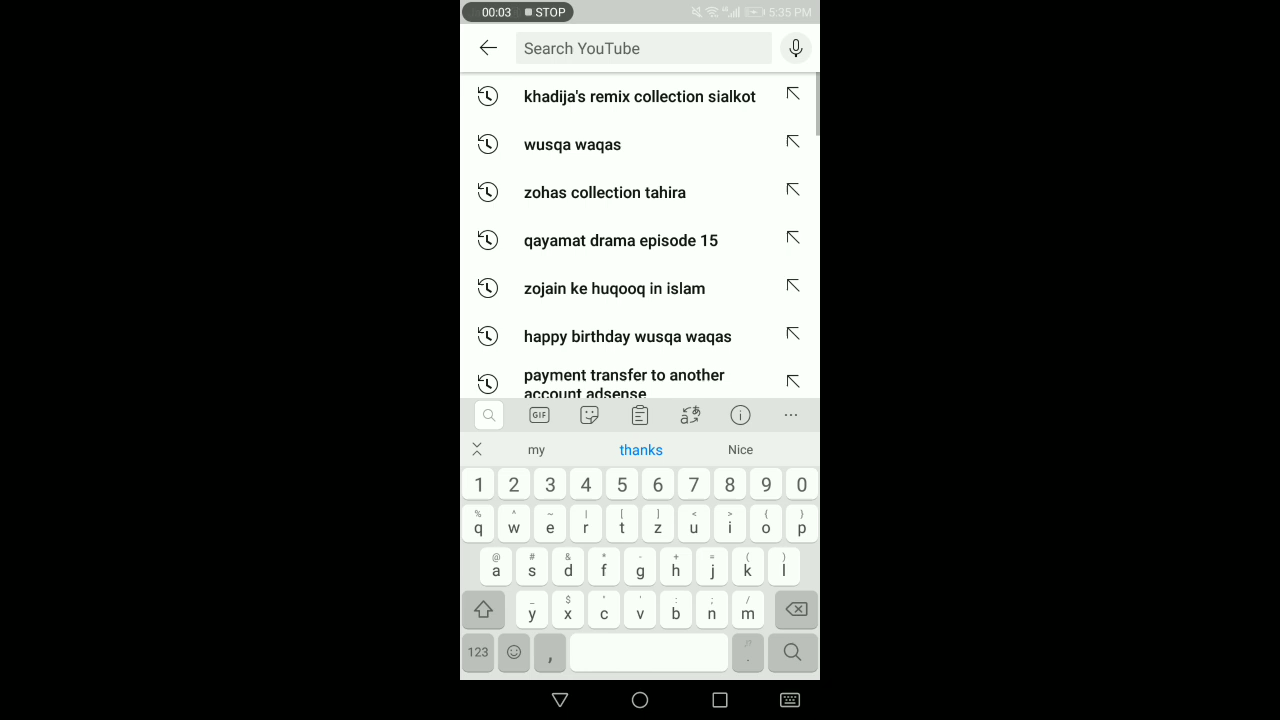 00:03 STOP 5:35 PM
Search YouTube
khadija's remix collection sialkot
wusqa waqas
zohas collection tahira
qayamat drama episode 15
zojain ke huqooq in islam
happy birthday wusqa waqas
payment transfer to another
account adsense
GIF
my thanks Nice
1 2 3 4 5 6 7 8 9 0
% ^ ~ | [ ] < > { }
q w e r t z u i o p
@ # & * - + = ( )
a s d f g h j k l
_ $ " ' : ; /
y x c v b n m
123 , .